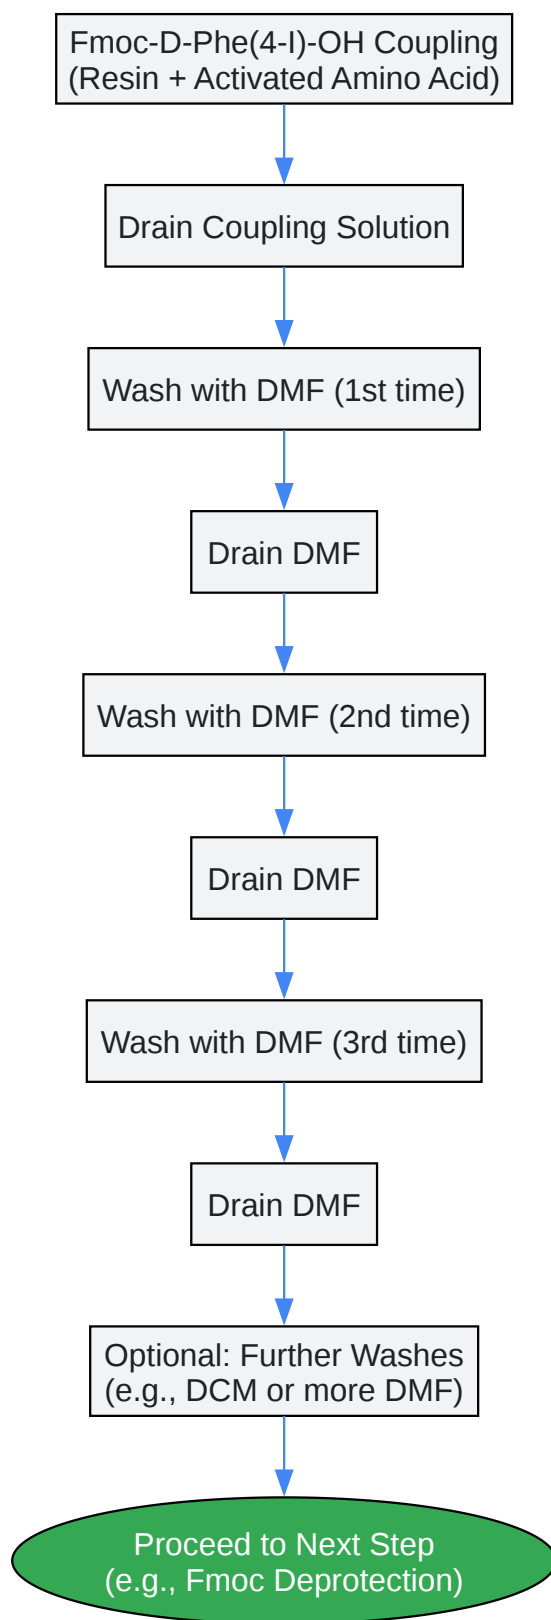 Fmoc-D-Phe(4-I)-OH Coupling
(Resin + Activated Amino Acid)
Drain Coupling Solution
Wash with DMF (1st time)
Drain DMF
Wash with DMF (2nd time)
Drain DMF
Wash with DMF (3rd time)
Drain DMF
Optional: Further Washes
(e.g., DCM or more DMF)
Proceed to Next Step
(e.g., Fmoc Deprotection)